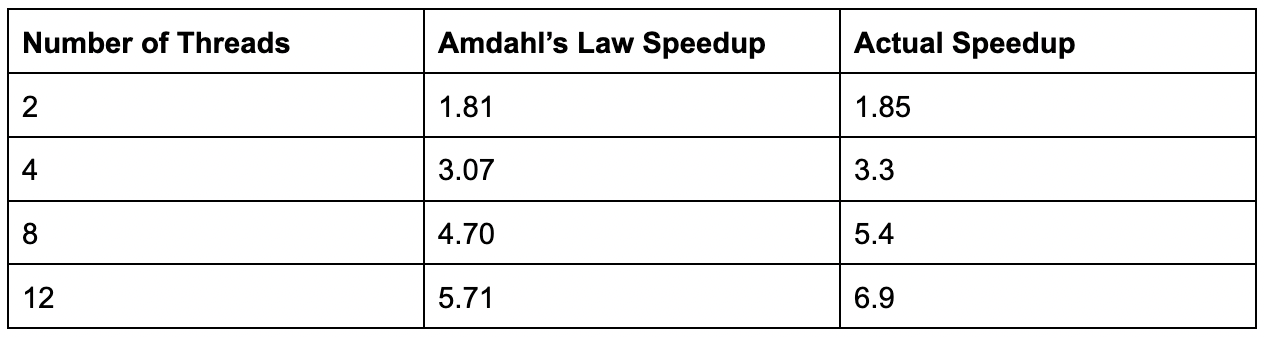 Number of Threads Amdahl’s Law Speedup Actual Speedup
2 1.81 1.85
4 3.07 3.3
8 4.70 5.4
12 5.71 6.9